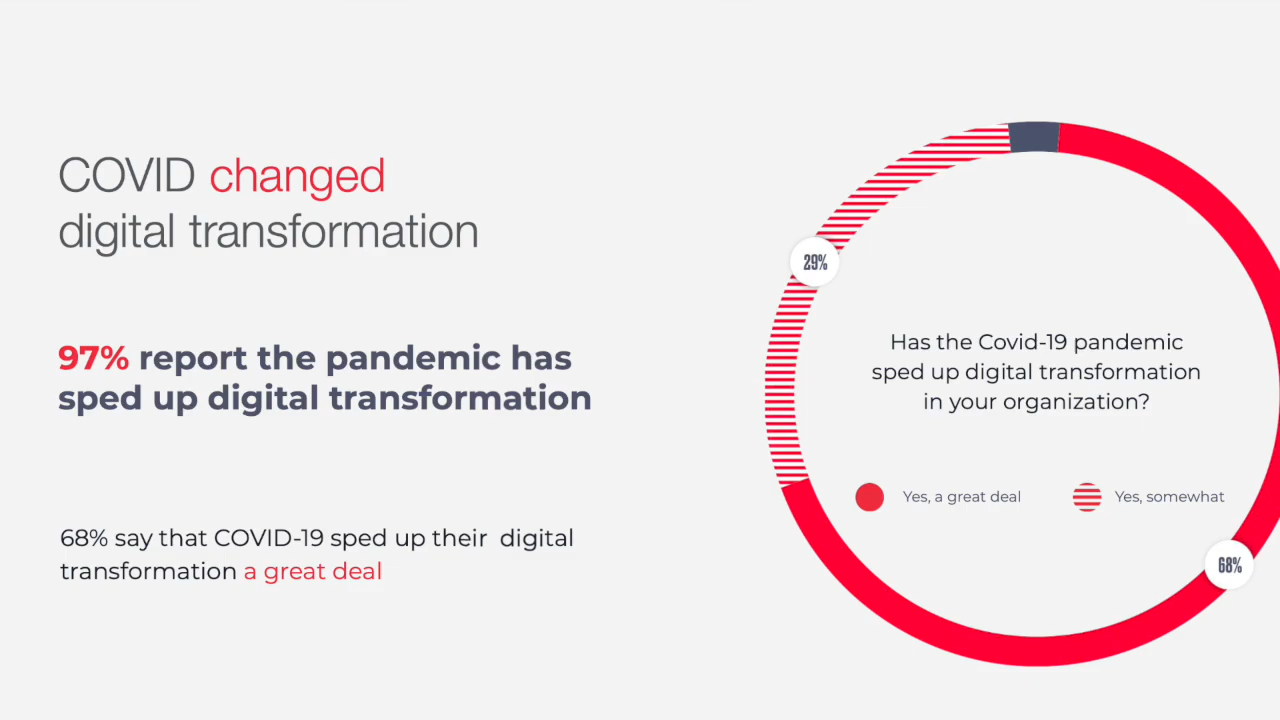 COVID changed
digital transformation
97% report the pandemic has
sped up digital transformation
68% say that COVID-19 sped up their digital
transformation a great deal
29%
Has the Covid-19 pandemic
sped up digital transformation
in your organization?
Yes, a great deal
Yes, somewhat
68%